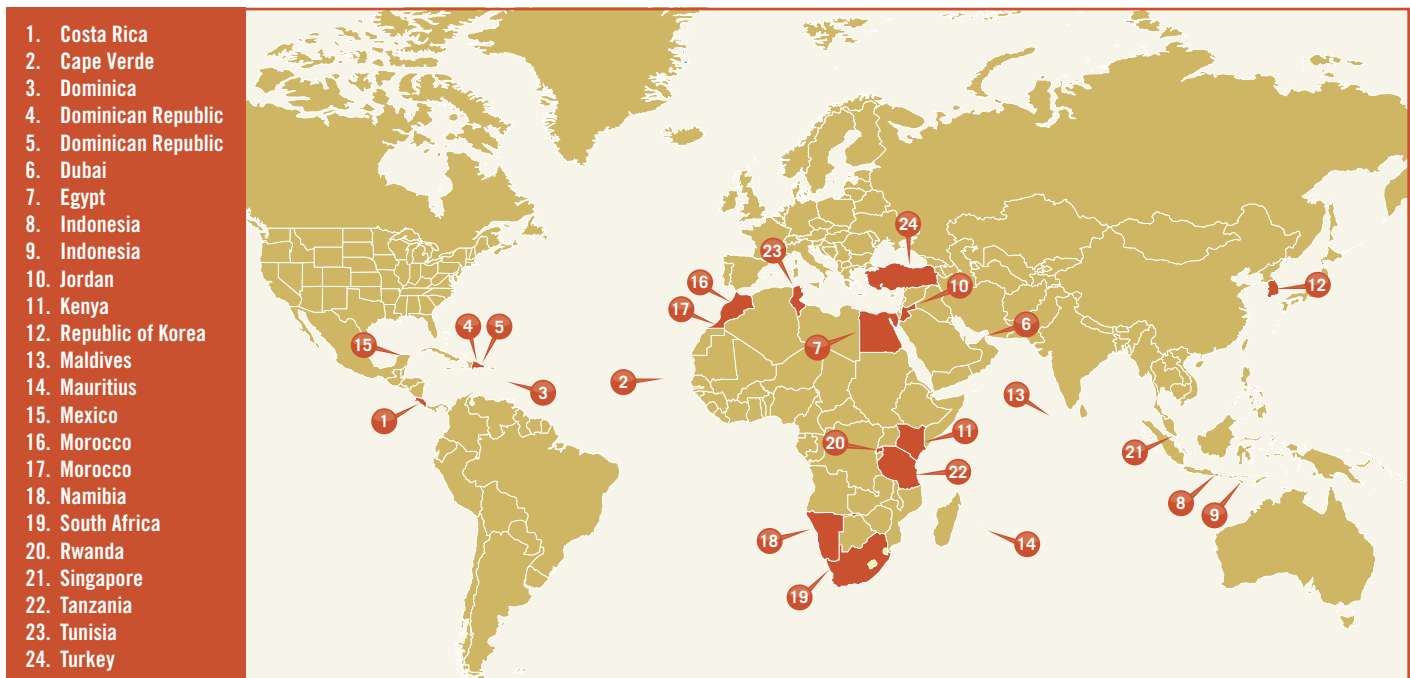 1. Costa Rica
2. Cape Verde
3. Dominica
4. Dominican Republic
5. Dominican Republic
6. Dubai
7. Egypt
8. Indonesia
9. Indonesia
10. Jordan
11. Kenya
12. Republic of Korea
13. Maldives
14. Mauritius
15. Mexico
16. Morocco
17. Morocco
18. Namibia
19. South Africa
20. Rwanda
21. Singapore
22. Tanzania
23. Tunisia
24. Turkey
24
23
16
10
12
17
4
5
6
15
7
2
3
13
1
11
20
21
22
8
9
18
14
19